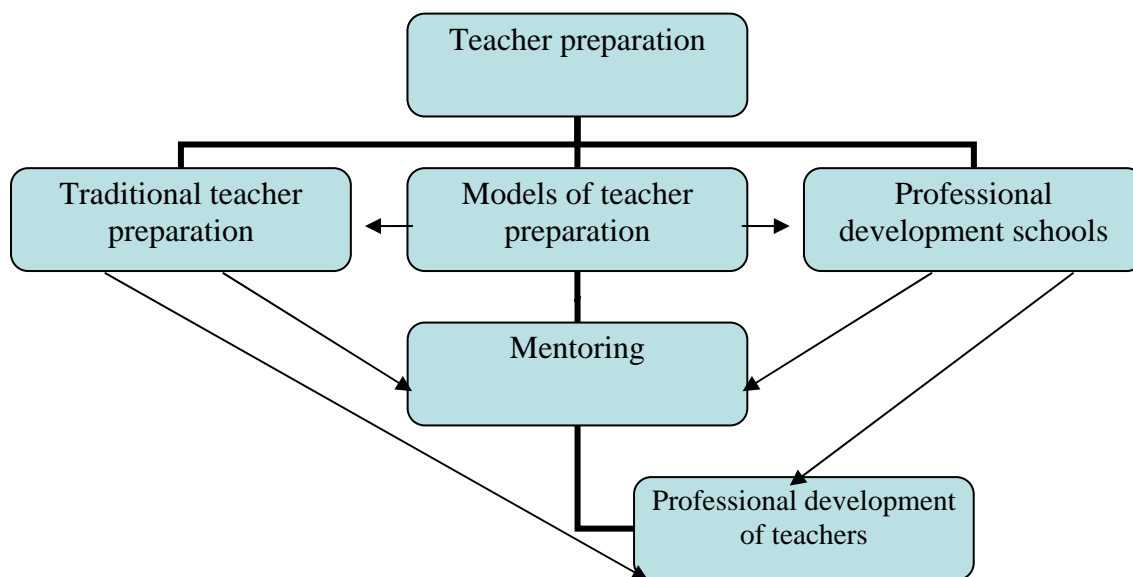 Teacher preparation
Traditional teacher
preparation
Models of teacher
preparation
Professional
development schools
Mentoring
Professional development
of teachers